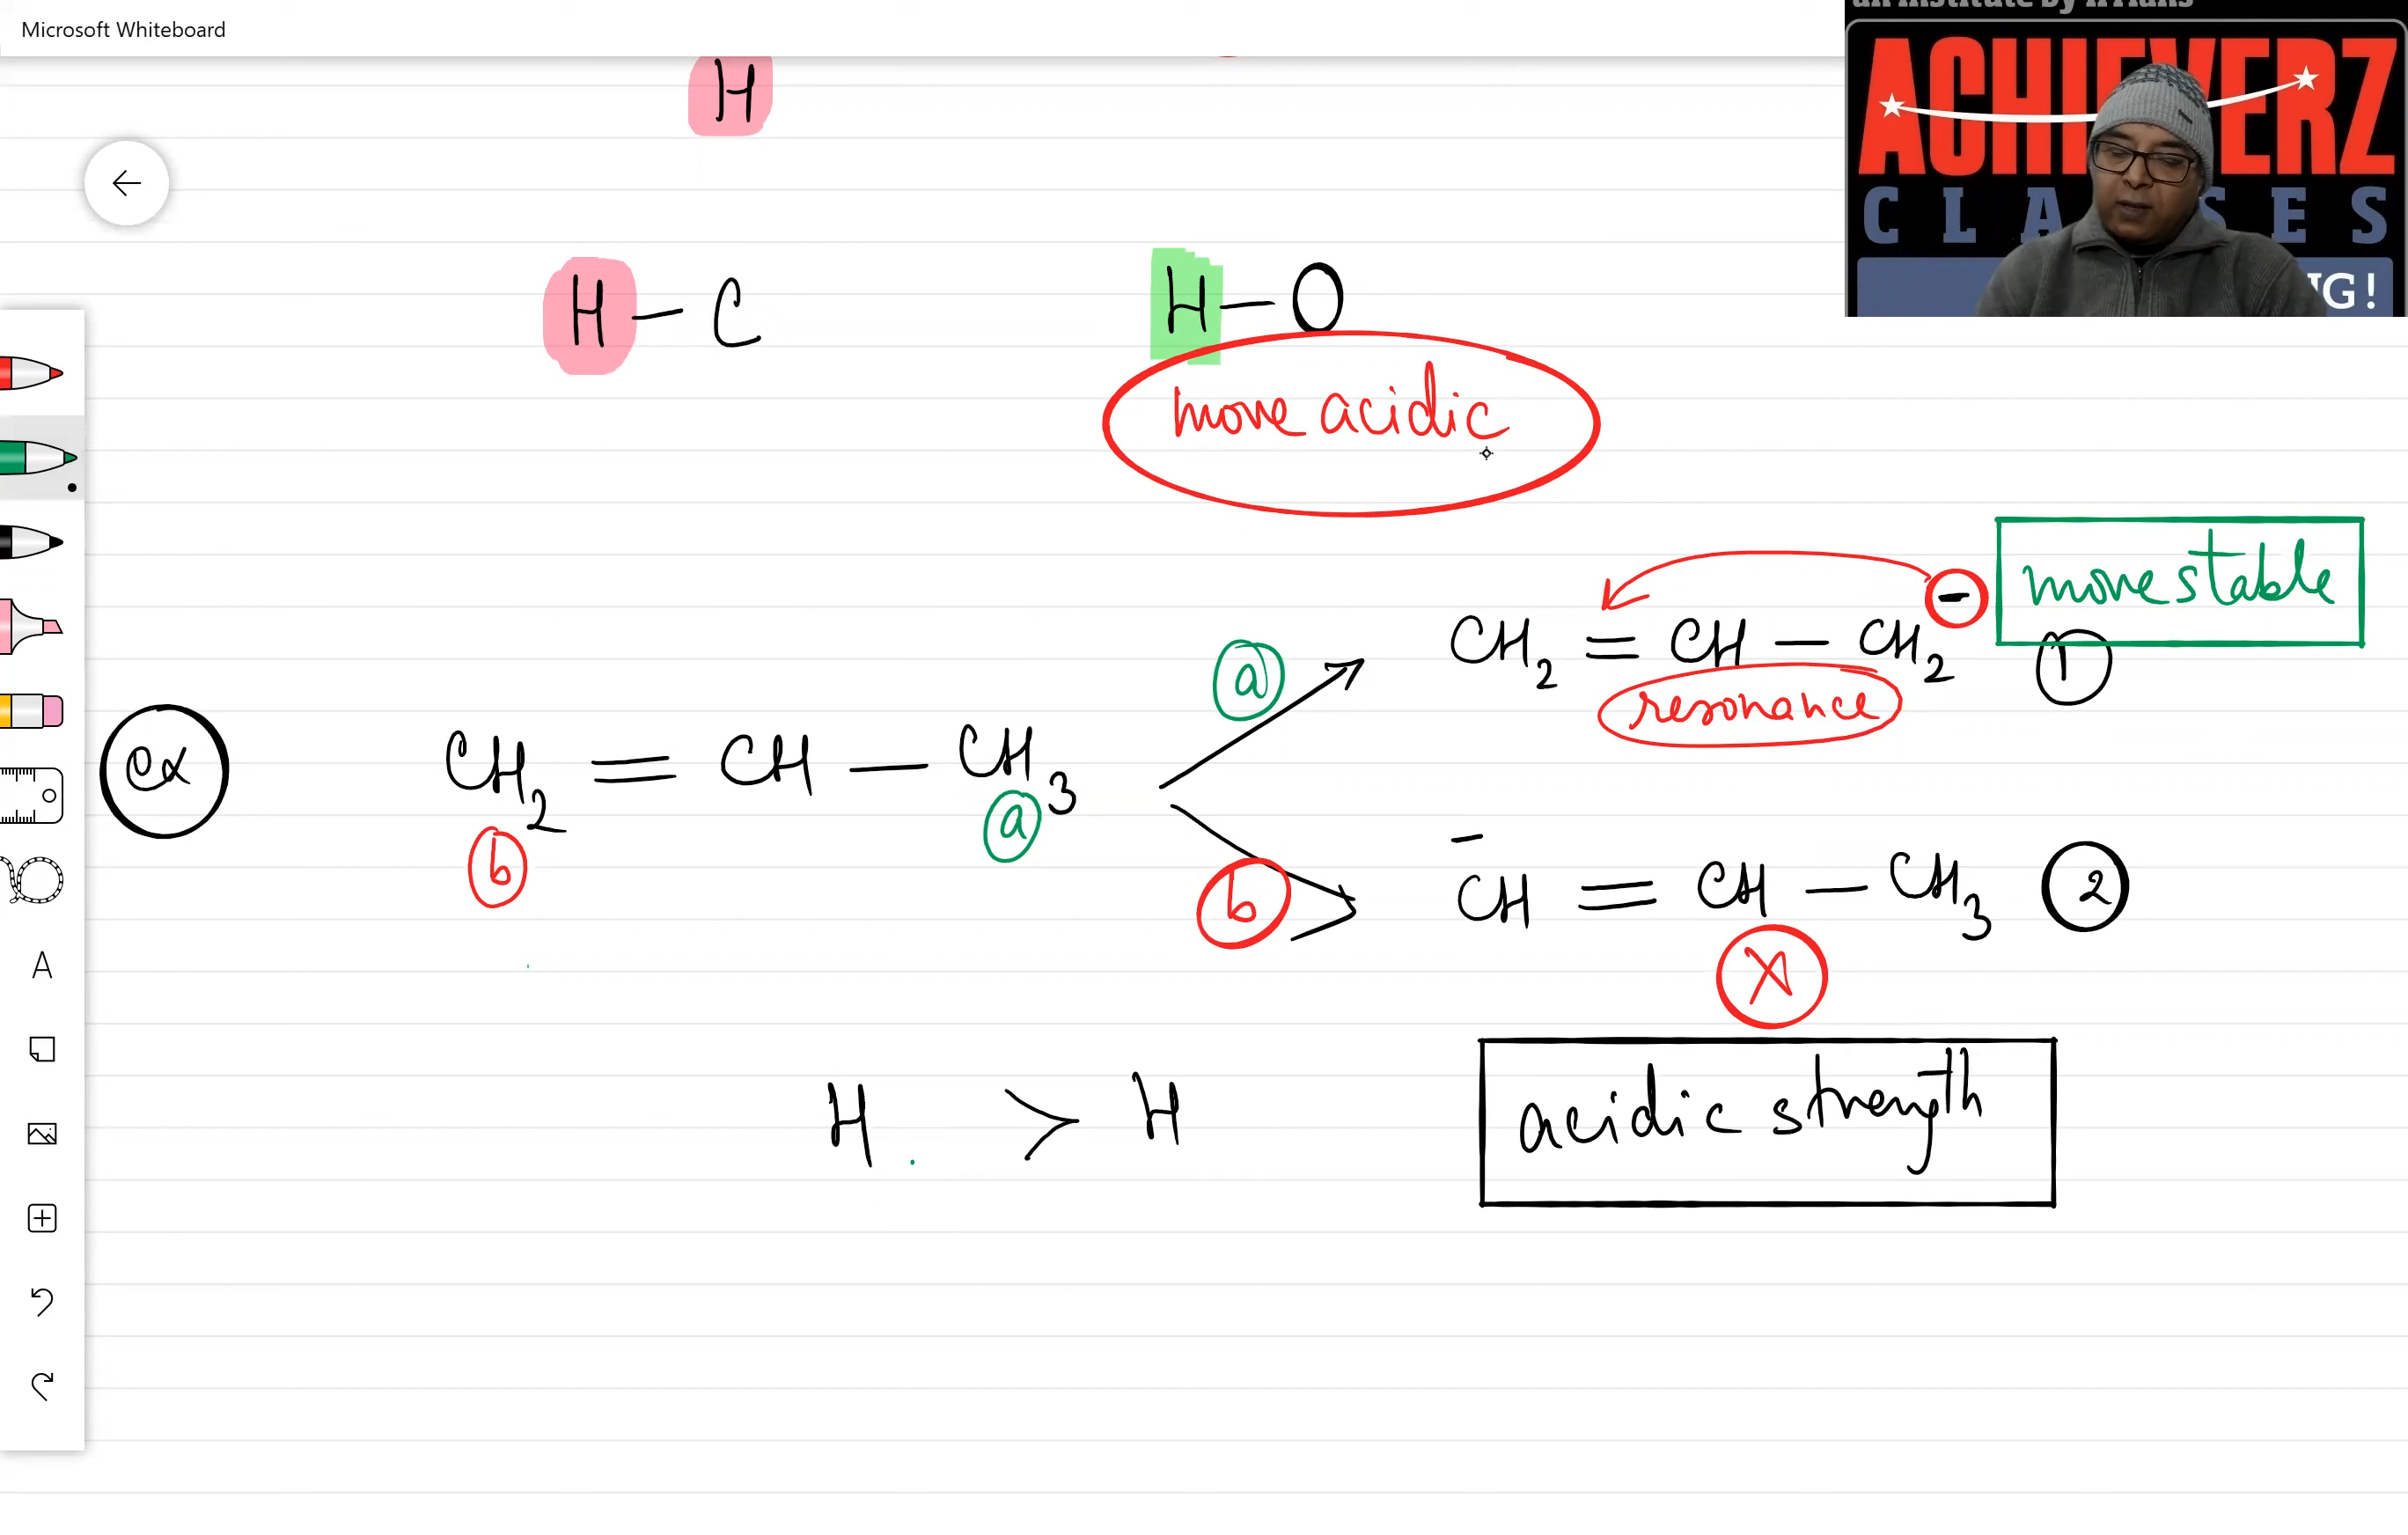 Microsoft Whiteboard
ACHIEVERZ
CLASSES
NG!
H
H - C
H - O
more acidic
more stable
CH2 = CH - CH2 -
1
resonance
a
ex
CH2 = CH - CH3
b
a
b
-
CH = CH - CH3
2
X
H > H
acidic strength
A